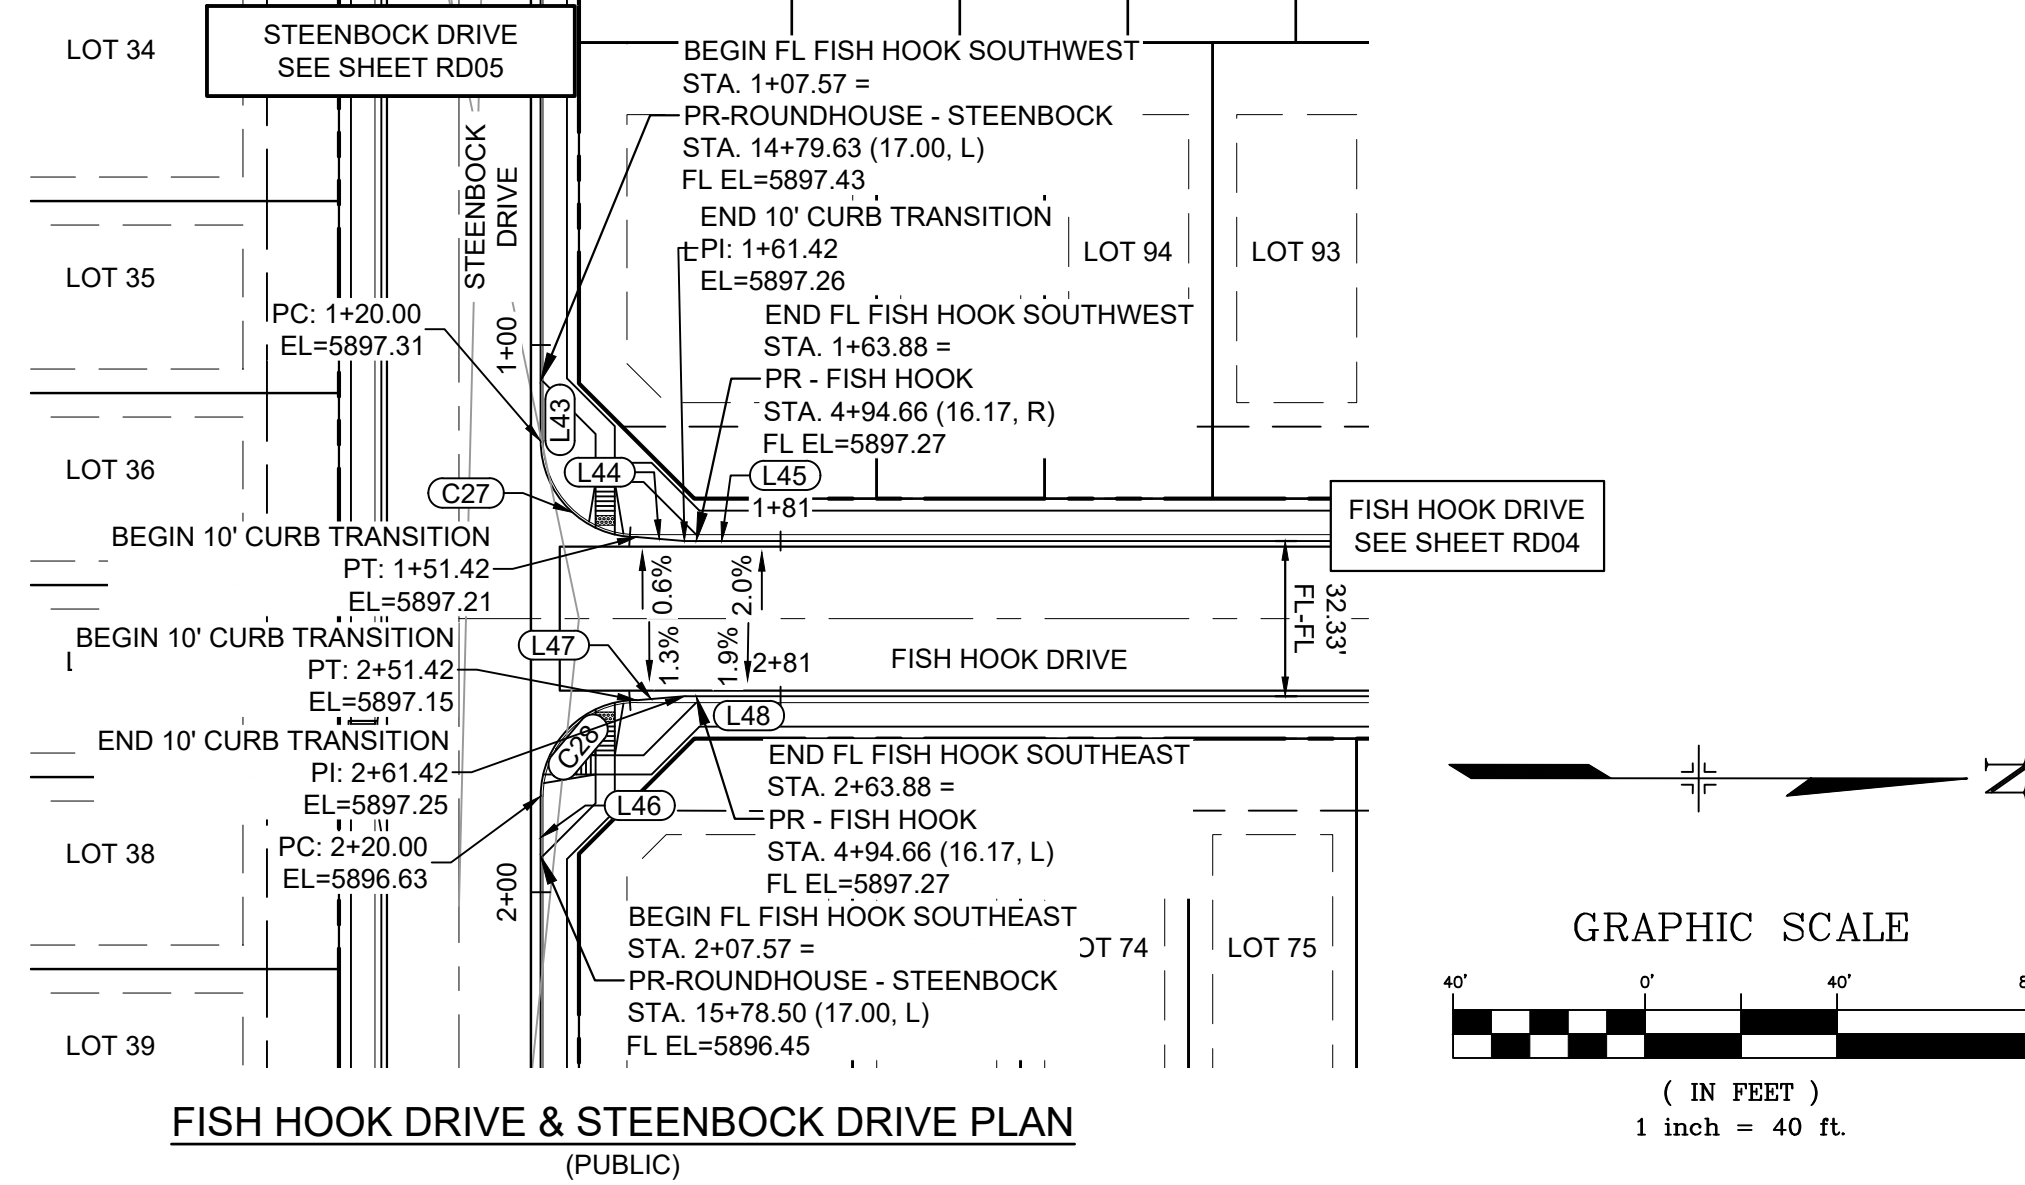 LOT 34
STEENBOCK DRIVE
SEE SHEET RD05
BEGIN FL FISH HOOK SOUTHWEST
STA. 1+07.57 =
PR-ROUNDHOUSE - STEENBOCK
STA. 14+79.63 (17.00, L)
FL EL=5897.43
STEENBOCK
DRIVE
END 10' CURB TRANSITION
PI: 1+61.42
EL=5897.26
LOT 94
LOT 93
LOT 35
END FL FISH HOOK SOUTHWEST
STA. 1+63.88 =
PR - FISH HOOK
STA. 4+94.66 (16.17, R)
FL EL=5897.27
PC: 1+20.00
EL=5897.31
1+00
L43
LOT 36
L44
L45
C27
1+81
FISH HOOK DRIVE
SEE SHEET RD04
BEGIN 10' CURB TRANSITION
PT: 1+51.42
EL=5897.21
0.6%
2.0%
32.33'
FL-FL
BEGIN 10' CURB TRANSITION
PT: 2+51.42
EL=5897.15
L47
1.3%
1.9%
2+81
FISH HOOK DRIVE
L48
END 10' CURB TRANSITION
PI: 2+61.42
EL=5897.25
C28
END FL FISH HOOK SOUTHEAST
STA. 2+63.88 =
PR - FISH HOOK
STA. 4+94.66 (16.17, L)
FL EL=5897.27
L46
LOT 38
PC: 2+20.00
EL=5896.63
2+00
BEGIN FL FISH HOOK SOUTHEAST
STA. 2+07.57 =
PR-ROUNDHOUSE - STEENBOCK
STA. 15+78.50 (17.00, L)
FL EL=5896.45
74
LOT 75
LOT 39
GRAPHIC SCALE
40' 0' 40'
( IN FEET )
1 inch = 40 ft.
FISH HOOK DRIVE & STEENBOCK DRIVE PLAN
(PUBLIC)